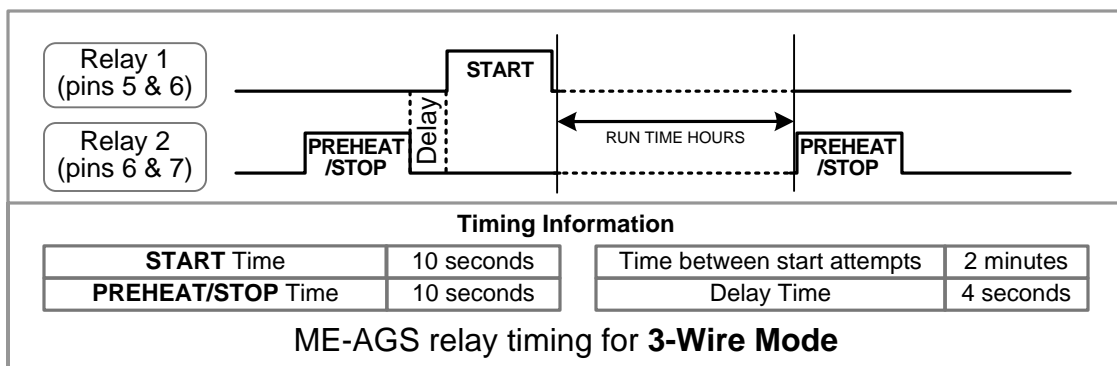 Relay 1
(pins 5 & 6)
START
Delay
RUN TIME HOURS
Relay 2
(pins 6 & 7)
PREHEAT
/STOP
PREHEAT
/STOP
Timing Information
START Time 10 seconds
PREHEAT/STOP Time 10 seconds
Time between start attempts 2 minutes
Delay Time 4 seconds
ME-AGS relay timing for 3-Wire Mode